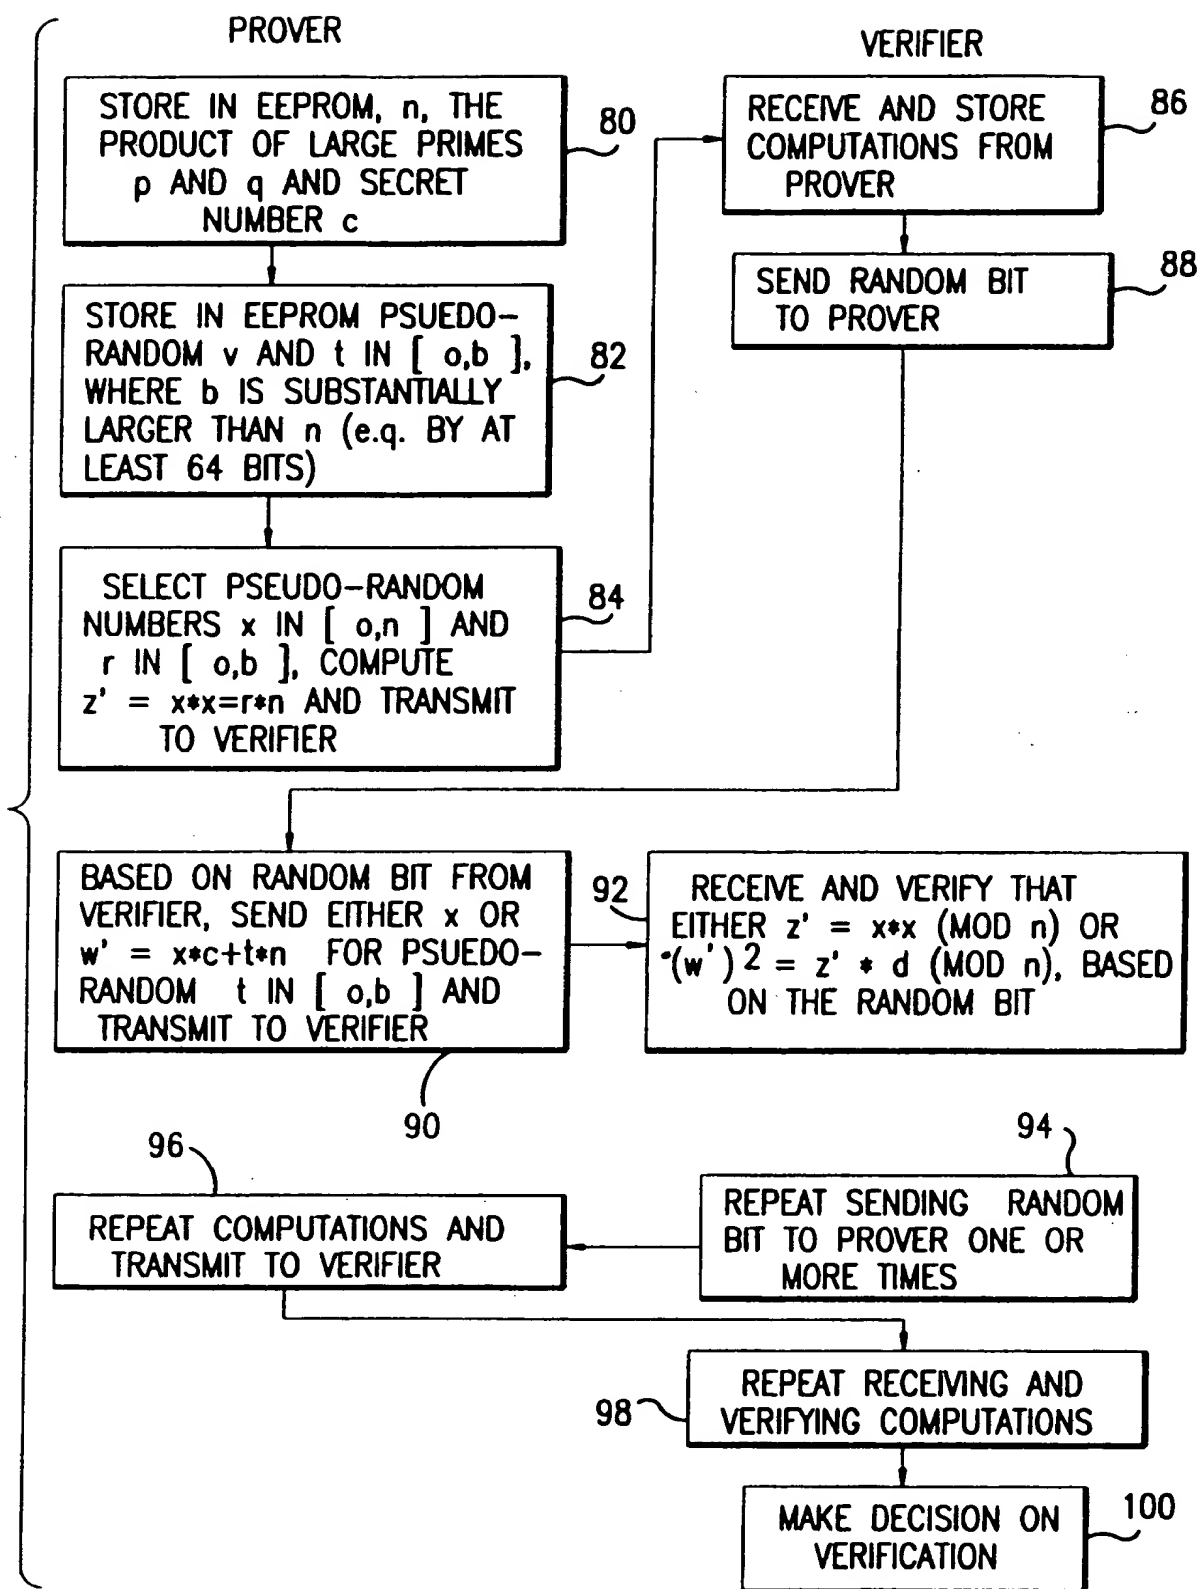 PROVER
STORE IN EEPROM, n, THE
PRODUCT OF LARGE PRIMES
p AND q AND SECRET
NUMBER c
80
STORE IN EEPROM PSUEDO-
RANDOM v AND t IN [ o,b ],
WHERE b IS SUBSTANTIALLY
LARGER THAN n (e.q. BY AT
LEAST 64 BITS)
82
SELECT PSEUDO-RANDOM
NUMBERS x IN [ o,n ] AND
r IN [ o,b ], COMPUTE
z' = x*x=r*n AND TRANSMIT
TO VERIFIER
84
VERIFIER
RECEIVE AND STORE
COMPUTATIONS FROM
PROVER
86
SEND RANDOM BIT
TO PROVER
88
BASED ON RANDOM BIT FROM
VERIFIER, SEND EITHER x OR
w' = x*c+t*n FOR PSUEDO-
RANDOM t IN [ o,b ] AND
TRANSMIT TO VERIFIER
90
92
RECEIVE AND VERIFY THAT
EITHER z' = x*x (MOD n) OR
(w')2 = z' * d (MOD n), BASED
ON THE RANDOM BIT
94
REPEAT SENDING RANDOM
BIT TO PROVER ONE OR
MORE TIMES
96
REPEAT COMPUTATIONS AND
TRANSMIT TO VERIFIER
98
REPEAT RECEIVING AND
VERIFYING COMPUTATIONS
MAKE DECISION ON
VERIFICATION
100